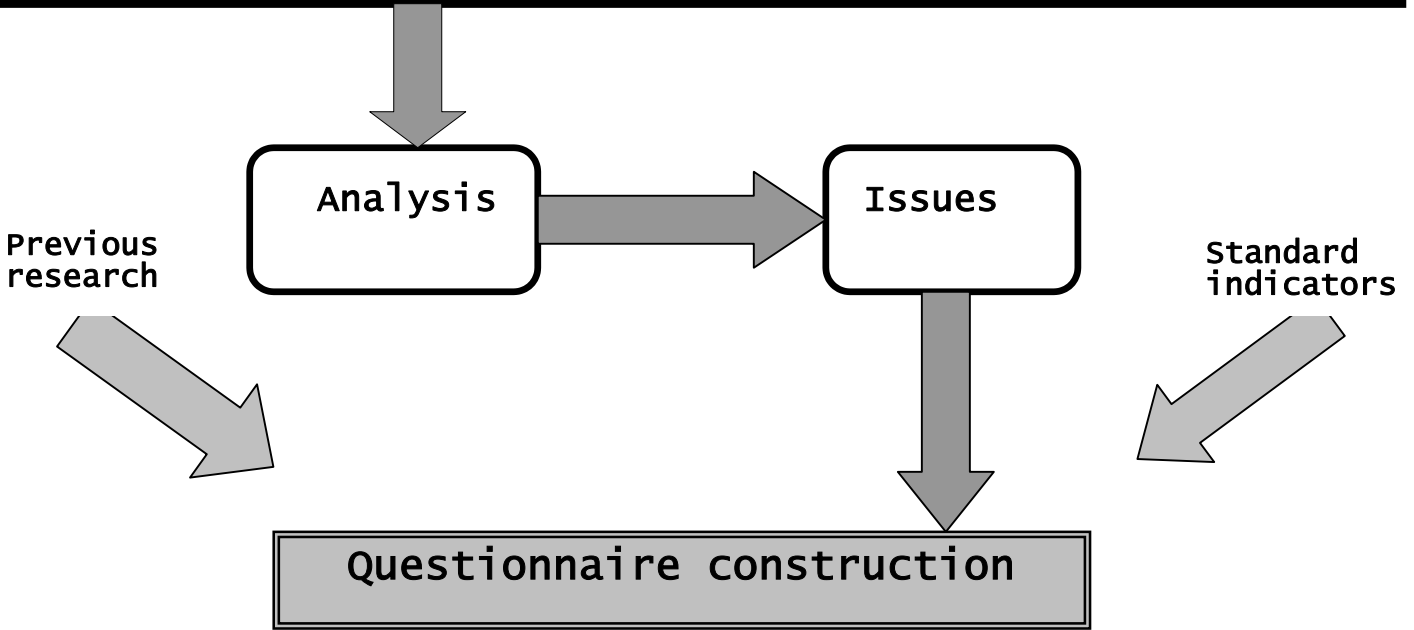 Analysis
Issues
Previous
research
Standard
indicators
Questionnaire construction